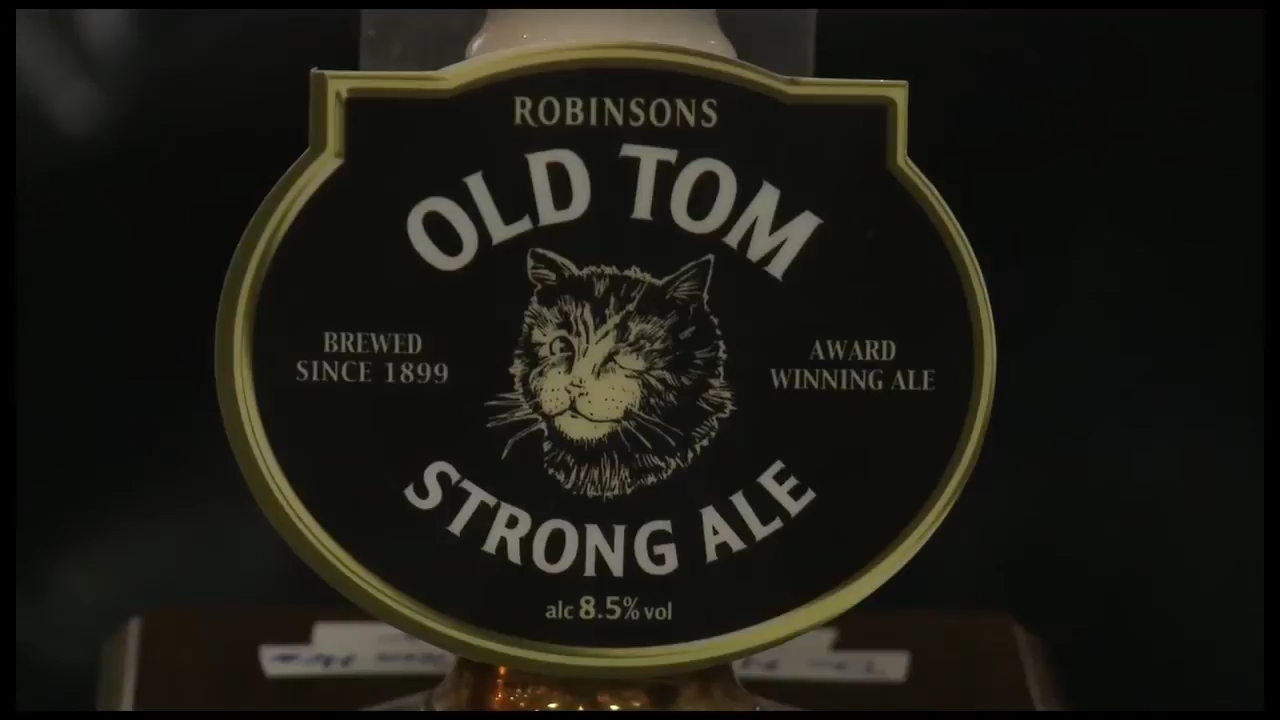 ROBINSONS
OLD TOM
BREWED
SINCE 1899
AWARD
WINNING ALE
STRONG ALE
alc 8.5% vol